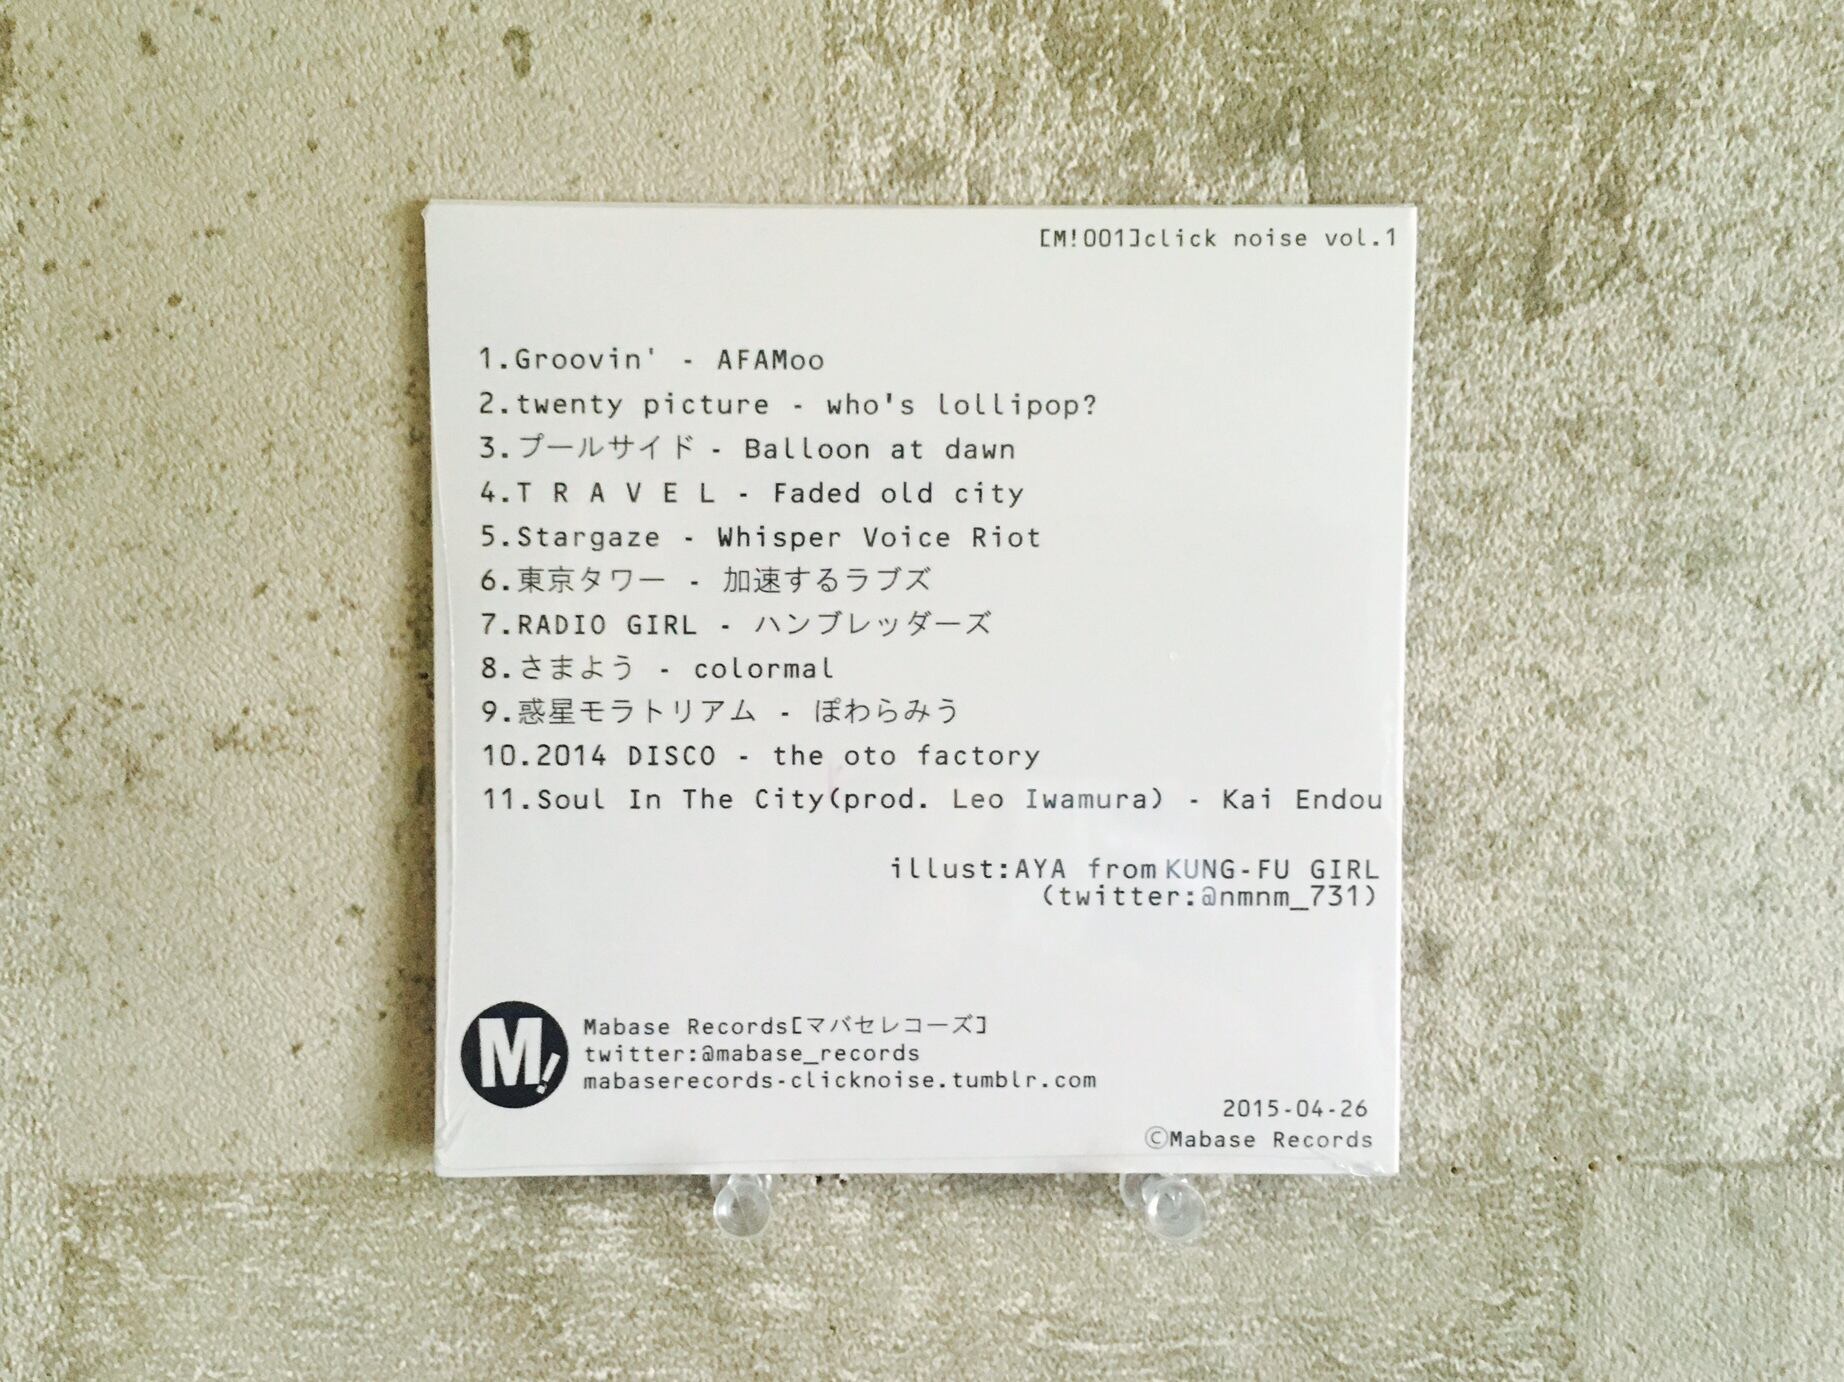 [M!001]click noise vol.1
1.Groovin' - AFAMoo
2.twenty picture - who's lollipop?
3.プールサイド - Balloon at dawn
4.T R A V E L - Faded old city
5.Stargaze - Whisper Voice Riot
6.東京タワー - 加速するラブズ
7.RADIO GIRL - ハンブレッダーズ
8.さまよう - colormal
9.惑星モラトリアム - ぽわらみう
10.2014 DISCO - the oto factory
11.Soul In The City(prod. Leo Iwamura) - Kai Endou
illust:AYA from KUNG-FU GIRL
(twitter:@nmnm_731)
M!
Mabase Records[マバセレコーズ]
twitter:@mabase_records
mabaserecords-clicknoise.tumblr.com
2015-04-26
©Mabase Records